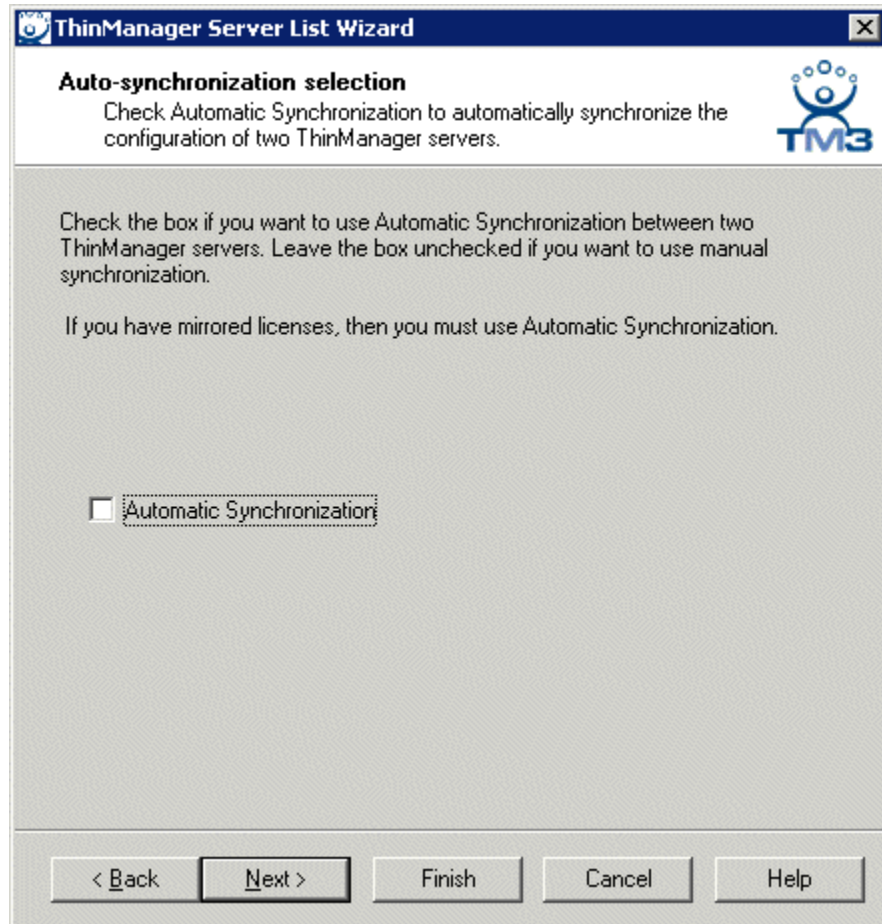 ThinManager Server List Wizard
Auto-synchronization selection
Check Automatic Synchronization to automatically synchronize the
configuration of two ThinManager servers.
TM3
Check the box if you want to use Automatic Synchronization between two
ThinManager servers. Leave the box unchecked if you want to use manual
synchronization.
If you have mirrored licenses, then you must use Automatic Synchronization.
Automatic Synchronization
< Back Next > Finish Cancel Help